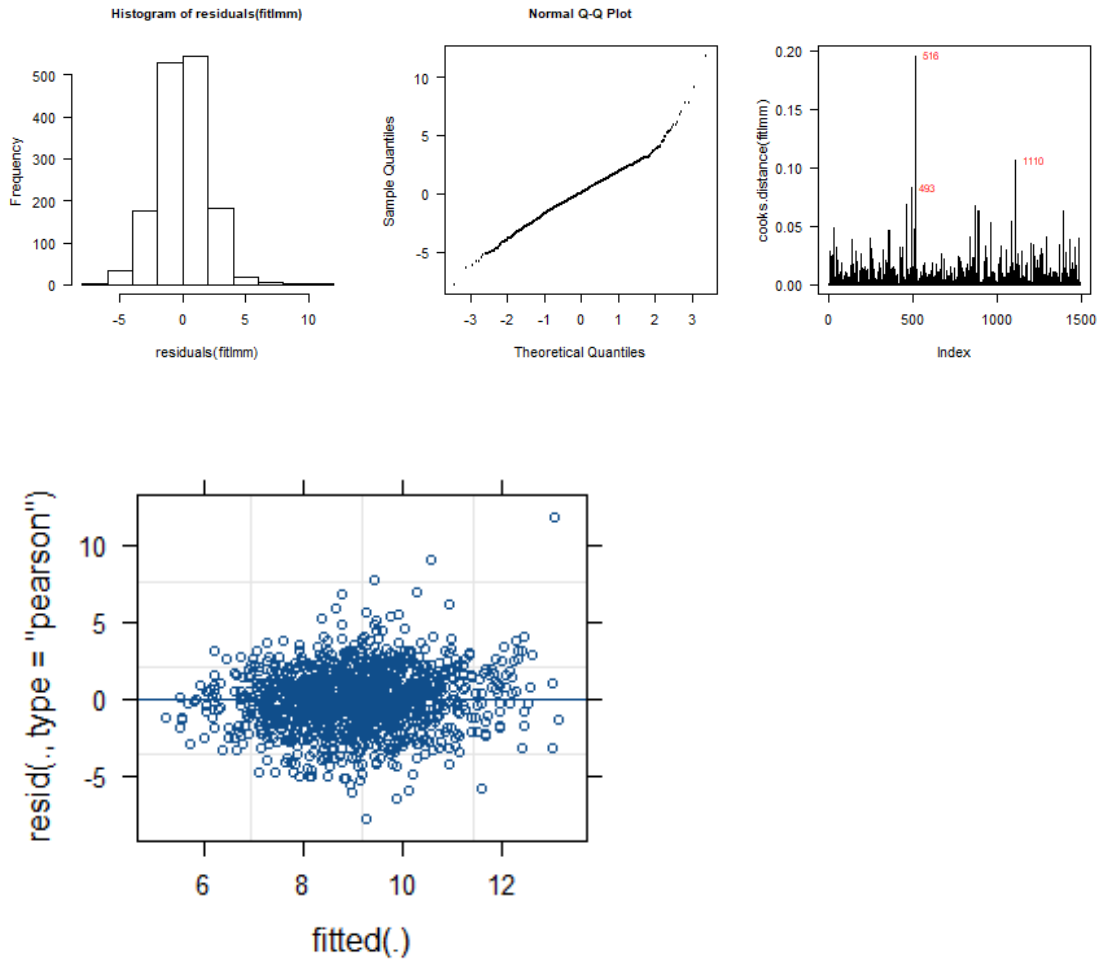 Histogram of residuals(fitlmm)
Frequency
500
400
300
200
100
0
-5 0 5 10
residuals(fitlmm)
Normal Q-Q Plot
Sample Quantiles
10
5
0
-5
-3 -2 -1 0 1 2 3
Theoretical Quantiles
cooks.distance(fitlmm)
0.20
0.15
0.10
0.05
0.00
516
1110
493
0 500 1000 1500
Index
resid(., type = "pearson")
10
5
0
-5
6 8 10 12
fitted(.)